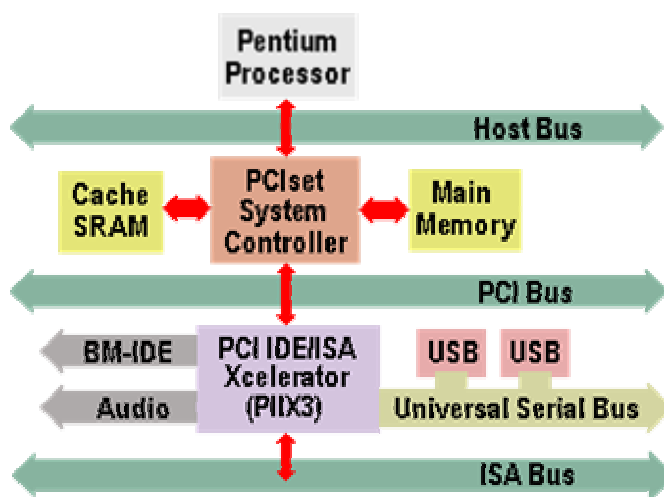 Pentium
Processor
Host Bus
Cache
SRAM
PCIset
System
Controller
Main
Memory
PCI Bus
BM-IDE
PCI IDE/ISA
Xcelerator
(PIIX3)
USB
USB
Audio
Universal Serial Bus
ISA Bus